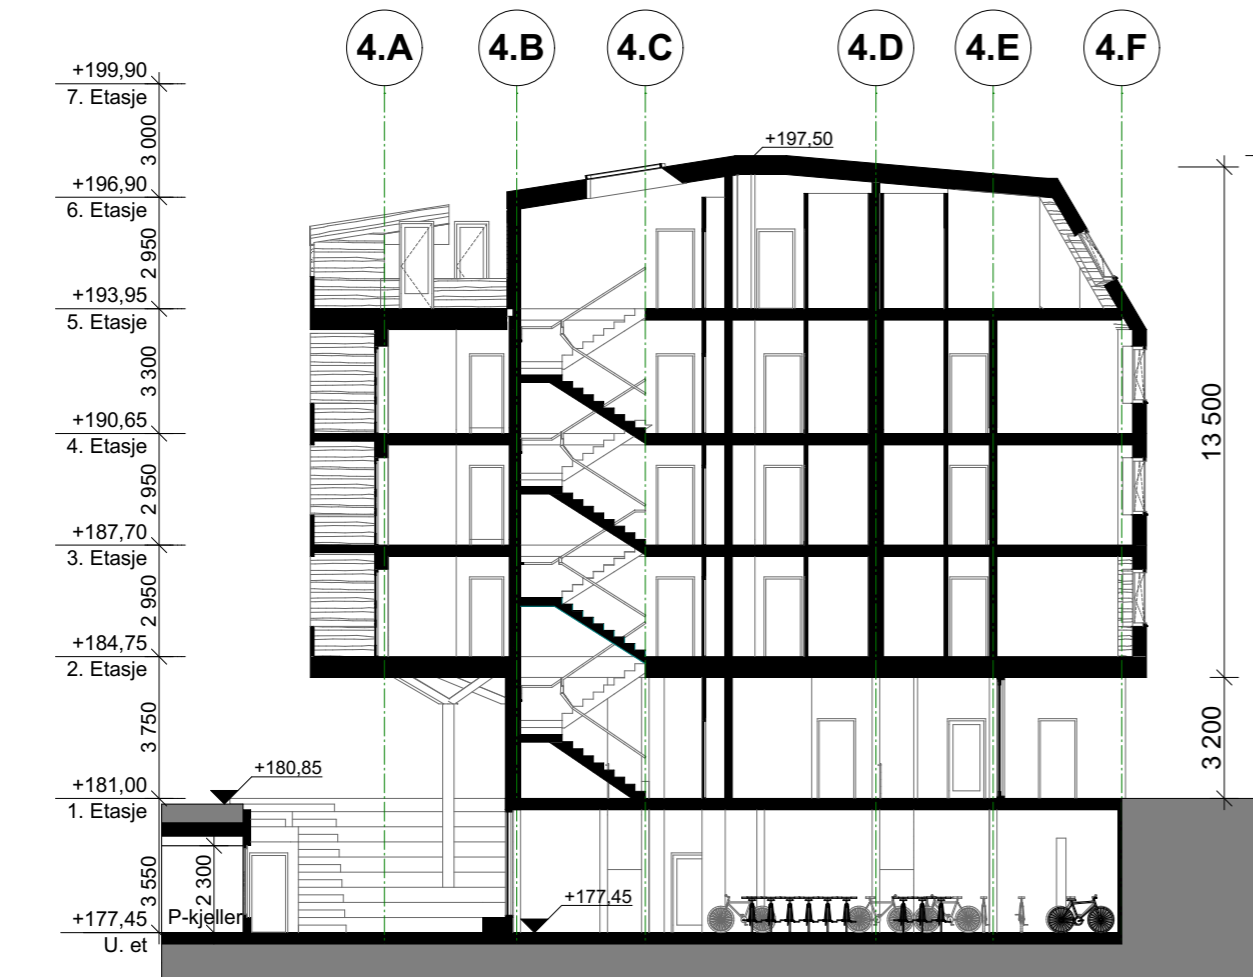 4.A 4.B 4.C 4.D 4.E 4.F
+199,90
7. Etasje
3 000
+197,50
+196,90
6. Etasje
2 950
+193,95
5. Etasje
3 300
+190,65
4. Etasje
13 500
2 950
+187,70
3. Etasje
2 950
+184,75
2. Etasje
3 750
3 200
+180,85
+181,00
1. Etasje
3 550
2 300
+177,45
+177,45
P-kjeller
U. et